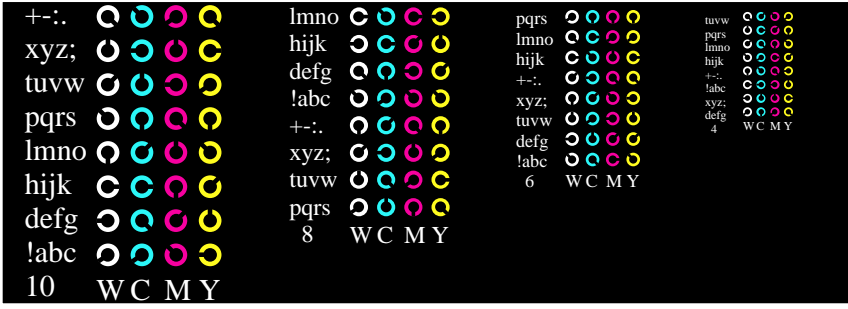 +-:.
xyz;
tuvw
pqrs
lmno
hijk
defg
!abc
10 W C M Y
lmno
hijk
defg
!abc
+-:.
xyz;
tuvw
pqrs
8 W C M Y
pqrs
lmno
hijk
+-:.
xyz;
tuvw
defg
!abc
6 W C M Y
tuvw
pqrs
lmno
hijk
+-:.
!abc
xyz;
defg
4 W C M Y